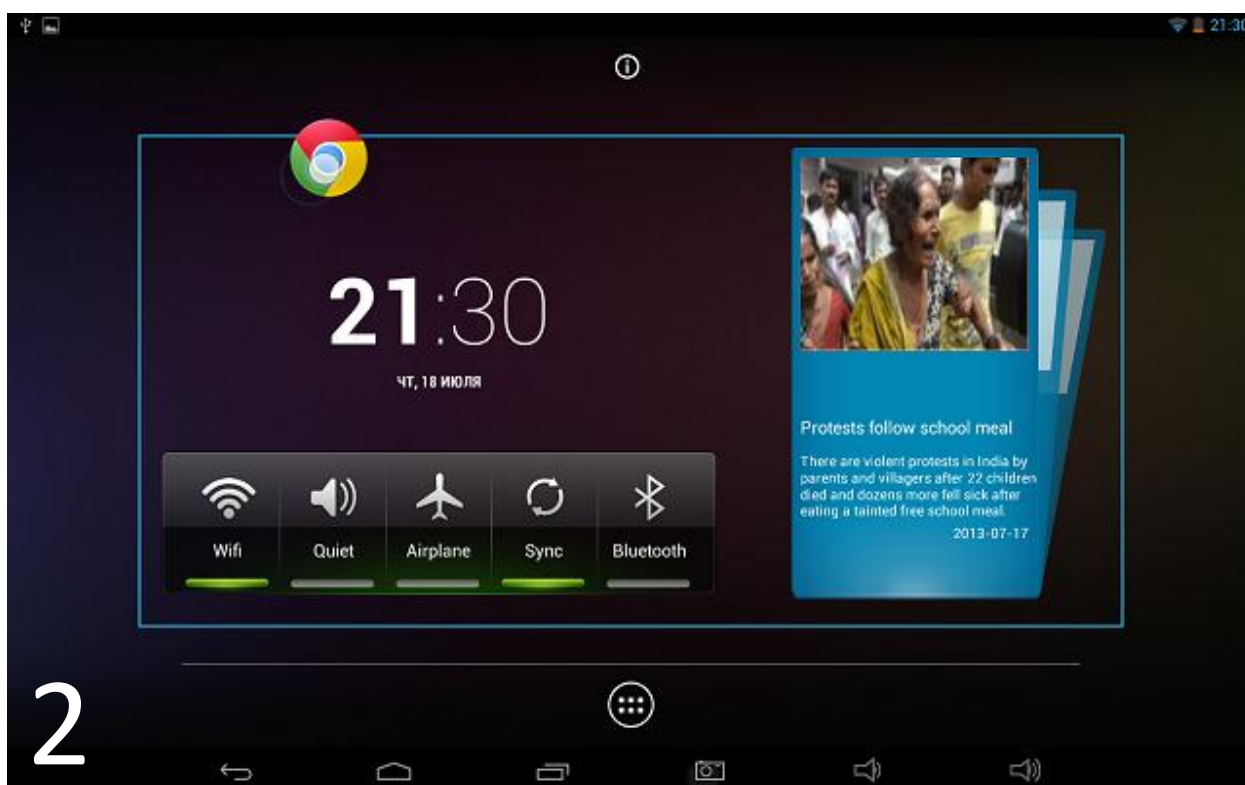 21:30
21:30
ЧТ, 18 ИЮЛЯ
Wifi
Quiet
Airplane
Sync
Bluetooth
Protests follow school meal
There are violent protests in India by
parents and villagers after 22 children
died and dozens more fell sick after
eating a tainted free school meal.
2013-07-17
2